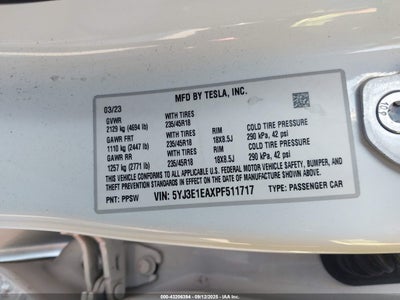 MFD BY TESLA, INC.
03/23
GVWR WITH TIRES
2129 kg (4694 lb) 235/45R18
GAWR FRT WITH TIRES RIM COLD TIRE PRESSURE
1110 kg (2447 lb) 235/45R18 18X8.5J 290 kPa, 42 psi
GAWR RR WITH TIRES RIM COLD TIRE PRESSURE
1257 kg (2771 lb) 235/45R18 18X8.5J 290 kPa, 42 psi
THIS VEHICLE CONFORMS TO ALL APPLICABLE U.S. FEDERAL MOTOR VEHICLE SAFETY, BUMPER, AND
THEFT PREVENTION STANDARDS IN EFFECT ON THE DATE OF MANUFACTURE SHOWN ABOVE.
PNT: PPSW VIN: 5YJ3E1EAXPF511717 TYPE: PASSENGER CAR
www.iaai.com 000-43206384 - (09/12/2025) - IAA Inc.